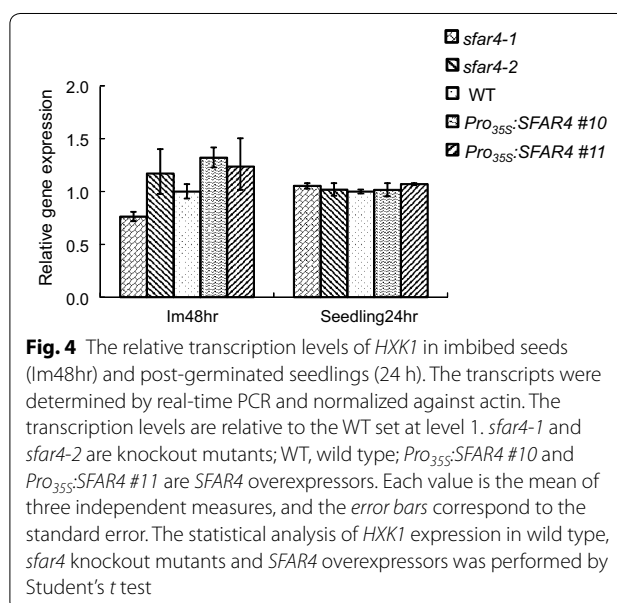 sfar4-1
sfar4-2
WT
Pro35S:SFAR4 #10
Pro35S:SFAR4 #11
Relative gene expression
2.0
1.5
1.0
0.5
0.0
Im48hr Seedling24hr
Fig. 4 The relative transcription levels of HXK1 in imbibed seeds
(Im48hr) and post-germinated seedlings (24 h). The transcripts were
determined by real-time PCR and normalized against actin. The
transcription levels are relative to the WT set at level 1. sfar4-1 and
sfar4-2 are knockout mutants; WT, wild type; Pro35S:SFAR4 #10 and
Pro35S:SFAR4 #11 are SFAR4 overexpressors. Each value is the mean of
three independent measures, and the error bars correspond to the
standard error. The statistical analysis of HXK1 expression in wild type,
sfar4 knockout mutants and SFAR4 overexpressors was performed by
Student's t test